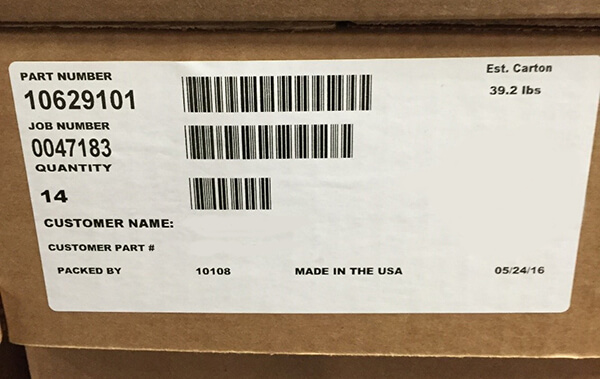 PART NUMBER
10629101
Est. Carton
39.2 lbs
JOB NUMBER
0047183
QUANTITY
14
CUSTOMER NAME:
CUSTOMER PART #
PACKED BY 10108 MADE IN THE USA 05/24/16